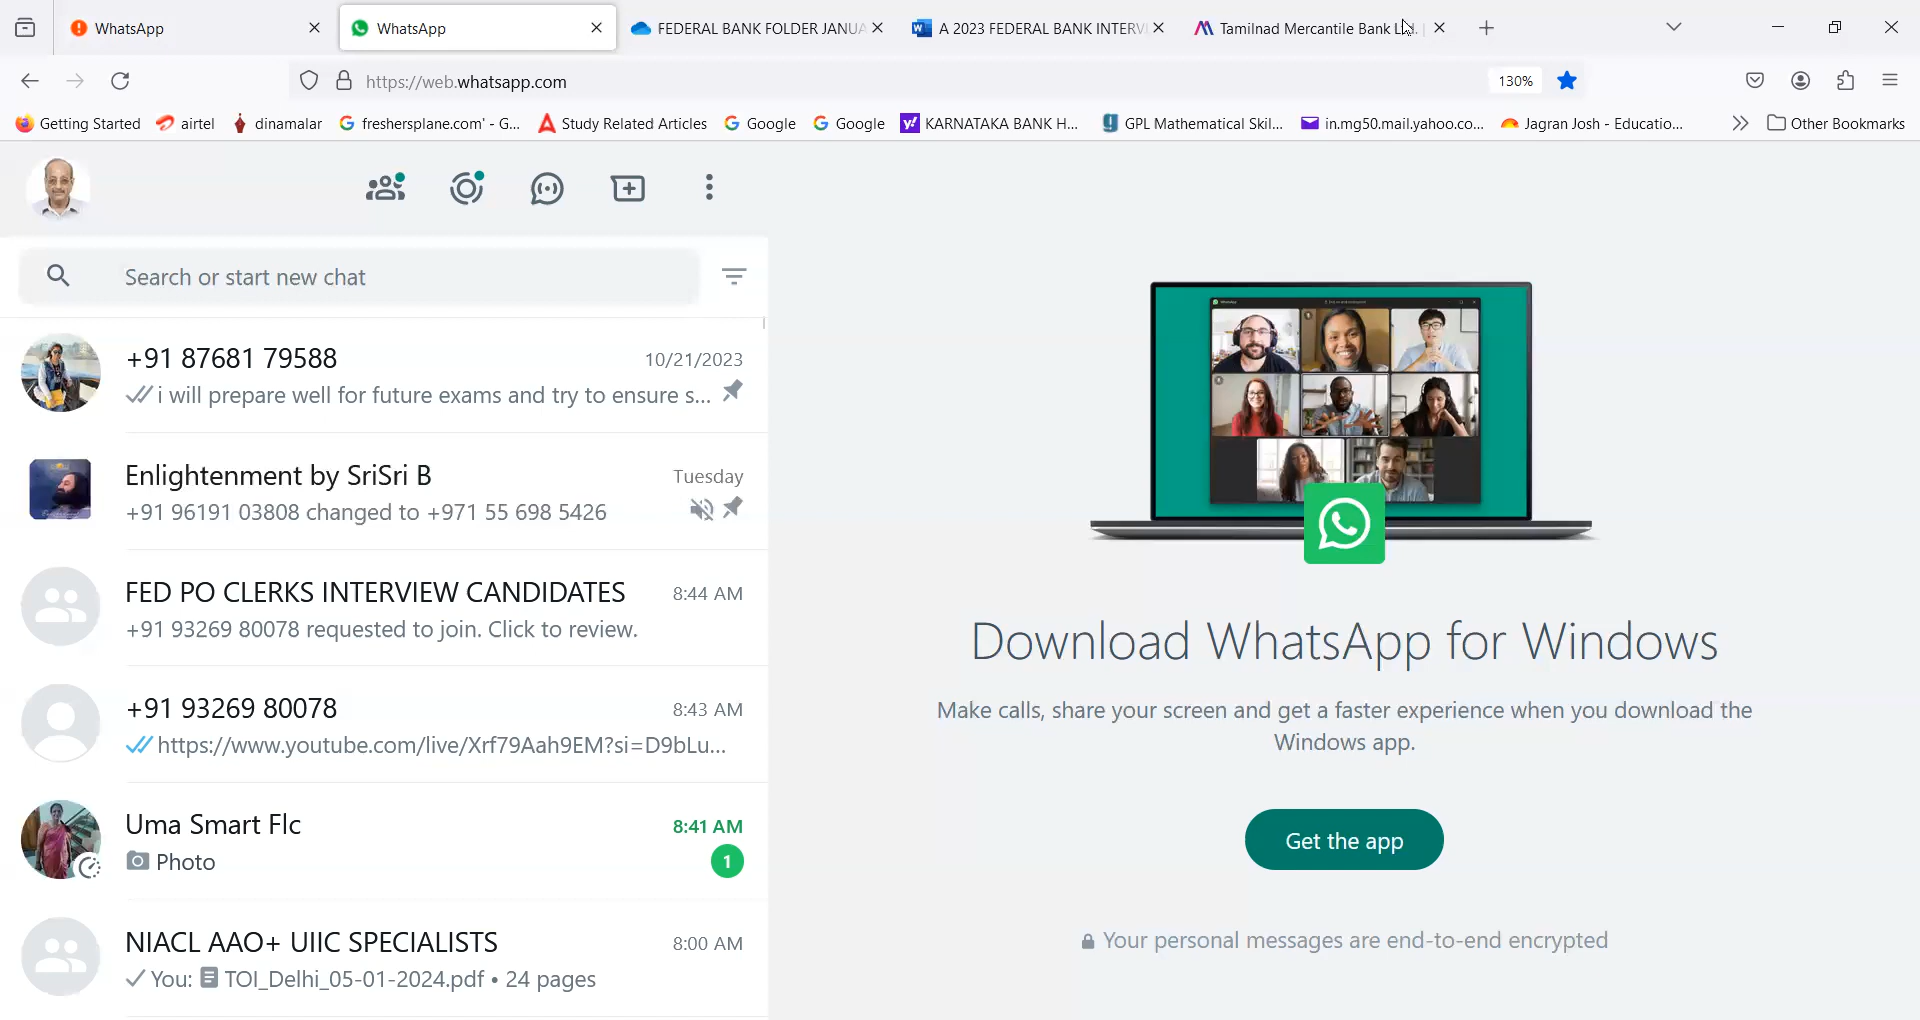 WhatsApp
WhatsApp
FEDERAL BANK FOLDER JANUA
A 2023 FEDERAL BANK INTERV
Tamilnad Mercantile Bank Ltd. |
https://web.whatsapp.com
130%
Getting Started
airtel
dinamalar
freshersplane.com' - G...
Study Related Articles
Google
Google
KARNATAKA BANK H...
GPL Mathematical Skil...
in.mg50.mail.yahoo.co...
Jagran Josh - Educatio...
Other Bookmarks
Search or start new chat
+91 87681 79588
10/21/2023
i will prepare well for future exams and try to ensure s...
Enlightenment by SriSri B
Tuesday
+91 96191 03808 changed to +971 55 698 5426
FED PO CLERKS INTERVIEW CANDIDATES
8:44 AM
+91 93269 80078 requested to join. Click to review.
+91 93269 80078
8:43 AM
https://www.youtube.com/live/Xrf79Aah9EM?si=D9bLu...
Uma Smart Flc
8:41 AM
Photo
1
NIACL AAO+ UIIC SPECIALISTS
8:00 AM
You: TOI_Delhi_05-01-2024.pdf • 24 pages
WhatsApp
Download WhatsApp for Windows
Make calls, share your screen and get a faster experience when you download the
Windows app.
Get the app
Your personal messages are end-to-end encrypted